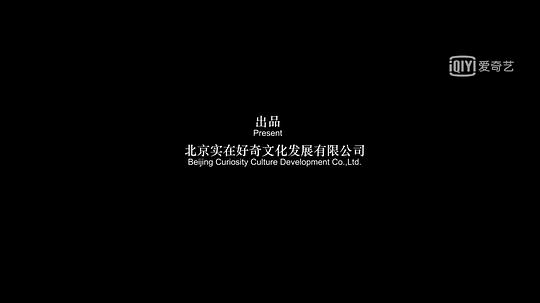 iQIYI 爱奇艺
出品
Present
北京实在好奇文化发展有限公司
Beijing Curiosity Culture Development Co.,Ltd.